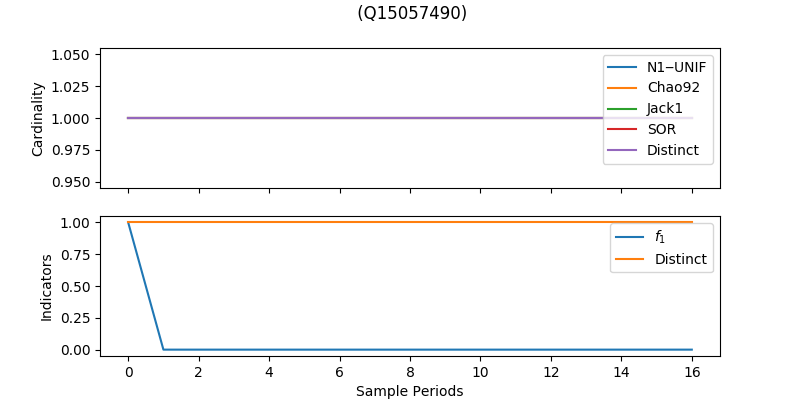 (Q15057490)
Cardinality
1.050
1.025
1.000
0.975
0.950
N1−UNIF
Chao92
Jack1
SOR
Distinct
Indicators
1.00
0.75
0.50
0.25
0.00
f₁
Distinct
0 2 4 6 8 10 12 14 16
Sample Periods